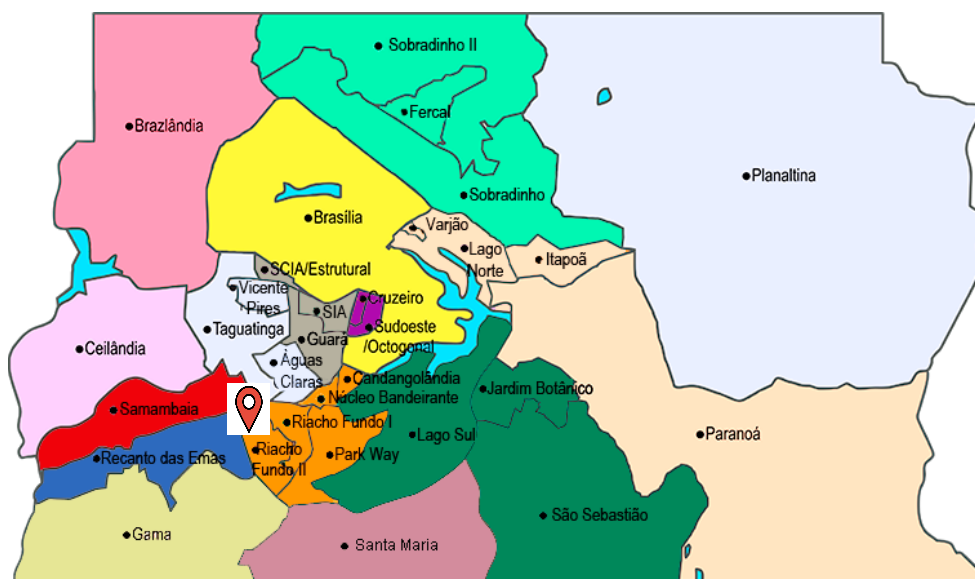 Sobradinho II
Fercal
Brazlândia
Planaltina
Sobradinho
Brasília
Varjão
Lago
Norte
Itapoã
SCIA/Estrutural
Vicente
Pires
Cruzeiro
SIA
Taguatinga
Sudoeste
/Octogonal
Guará
Ceilândia
Águas
Claras
Candangolândia
Jardim Botânico
Núcleo Bandeirante
Samambaia
Riacho Fundo I
Lago Sul
Paranoá
Riacho
Fundo II
Park Way
Recanto das Emas
São Sebastião
Gama
Santa Maria